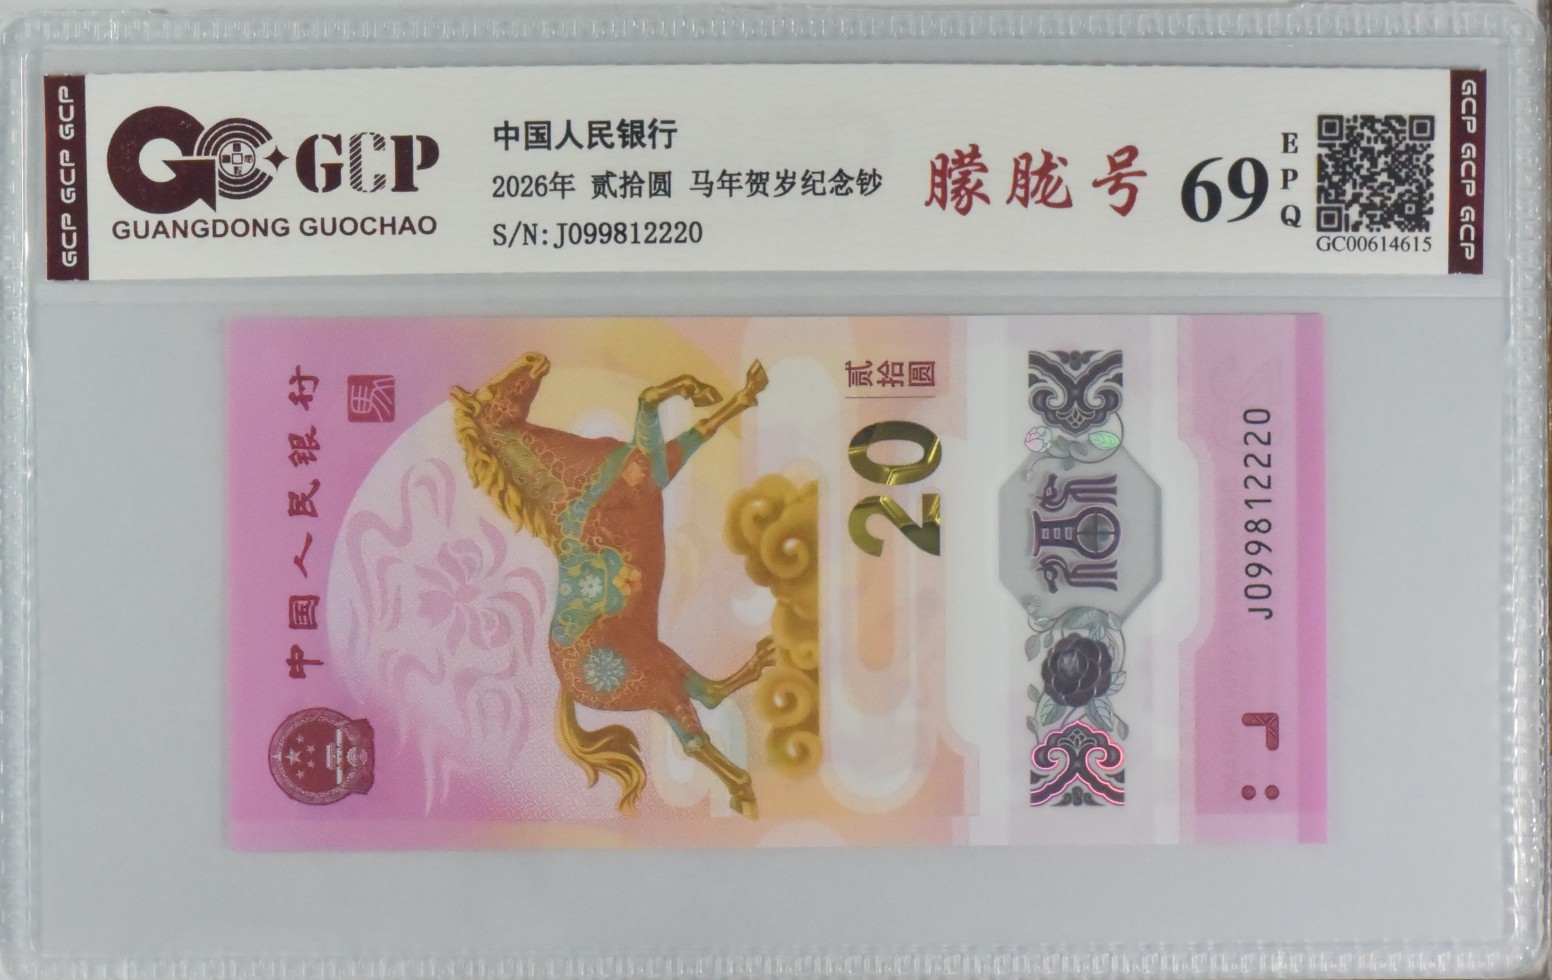 GCP GCP GCP
GC GCP
GUANGDONG GUOCHAO
中国人民银行
2026年 贰拾圆 马年贺岁纪念钞
S/N:J099812220
朦胧号
69
EPQ
GC00614615
GCP GCP GCP
中国人民银行
贰拾圆
20
福
J099812220